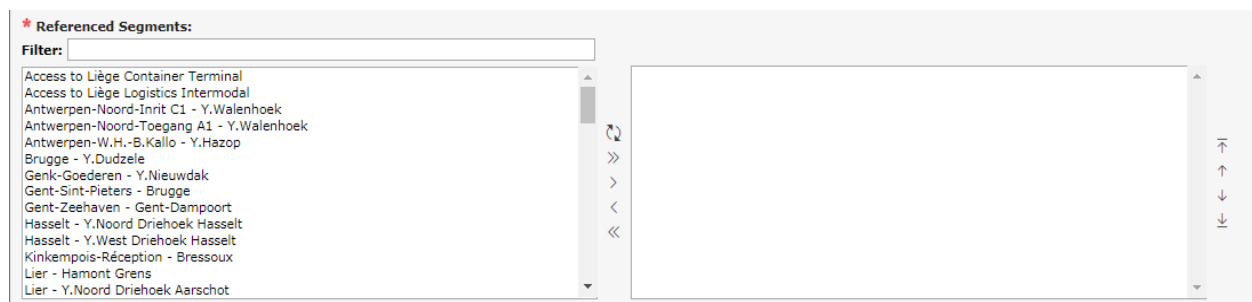 * Referenced Segments:
Filter:
Access to Liège Container Terminal
Access to Liège Logistics Intermodal
Antwerpen-Noord-Inrit C1 - Y.Walenhoek
Antwerpen-Noord-Toegang A1 - Y.Walenhoek
Antwerpen-W.H.-B.Kallo - Y.Hazop
Brugge - Y.Dudzele
Genk-Goederen - Y.Nieuwdak
Gent-Sint-Pieters - Brugge
Gent-Zeehaven - Gent-Dampoort
Hasselt - Y.Noord Driehoek Hasselt
Hasselt - Y.West Driehoek Hasselt
Kinkempois-Réception - Bressoux
Lier - Hamont Grens
Lier - Y.Noord Driehoek Aarschot